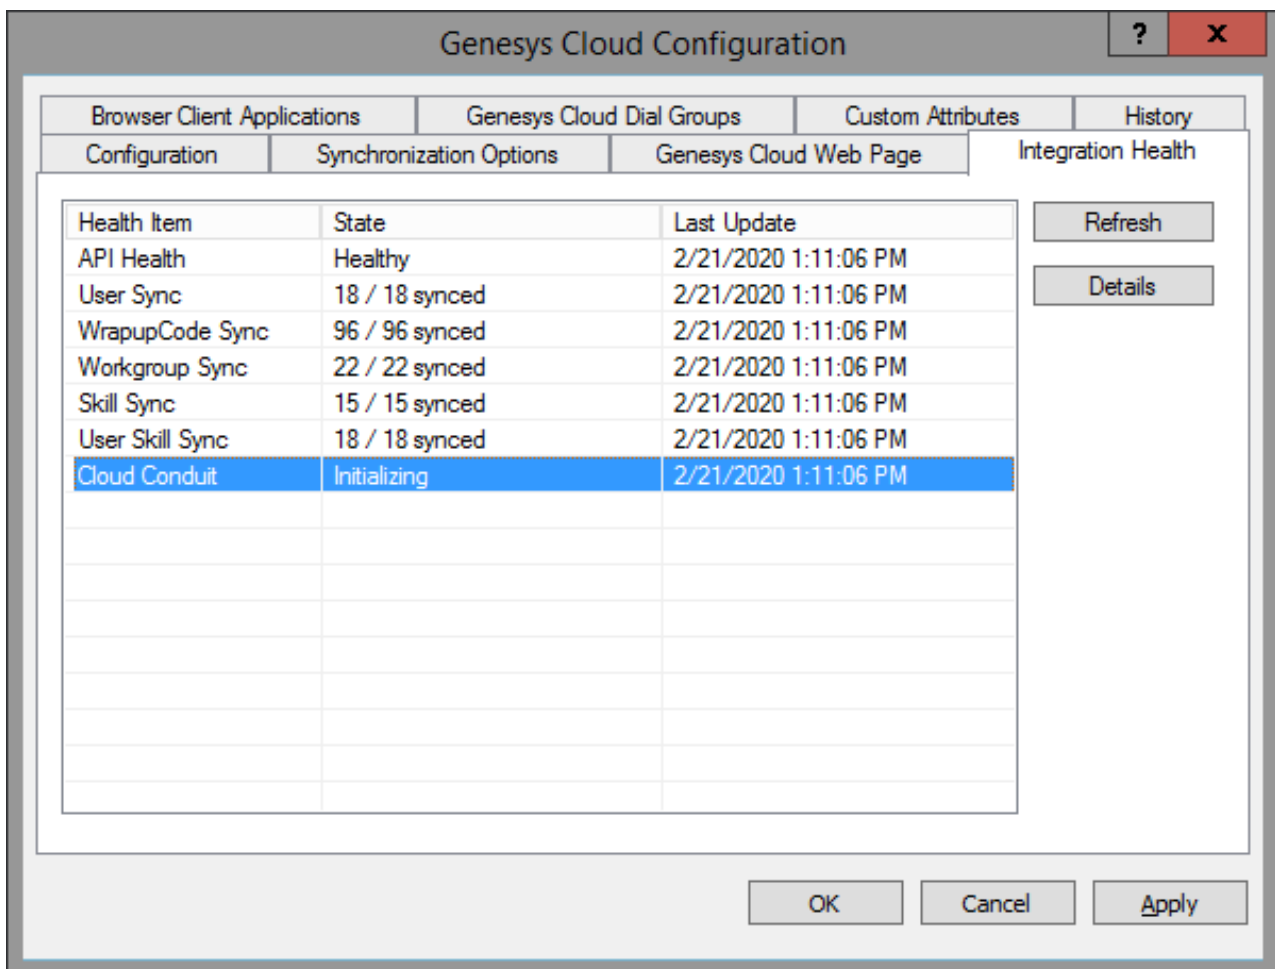 Genesys Cloud Configuration ? x
Browser Client Applications Genesys Cloud Dial Groups Custom Attributes History
Configuration Synchronization Options Genesys Cloud Web Page Integration Health
Health Item State Last Update Refresh
API Health Healthy 2/21/2020 1:11:06 PM
User Sync 18 / 18 synced 2/21/2020 1:11:06 PM Details
WrapupCode Sync 96 / 96 synced 2/21/2020 1:11:06 PM
Workgroup Sync 22 / 22 synced 2/21/2020 1:11:06 PM
Skill Sync 15 / 15 synced 2/21/2020 1:11:06 PM
User Skill Sync 18 / 18 synced 2/21/2020 1:11:06 PM
Cloud Conduit Initializing 2/21/2020 1:11:06 PM
OK Cancel Apply